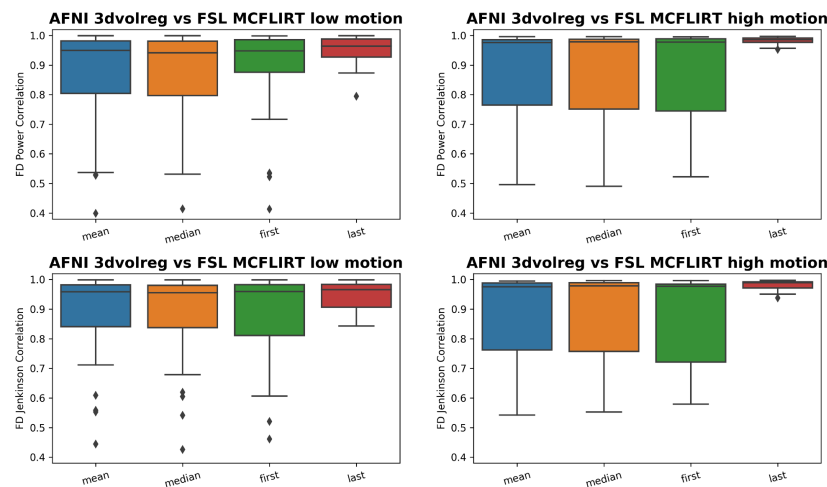 AFNI 3dvolreg vs FSL MCFLIRT low motion
1.0
0.9
0.8
0.7
0.6
0.5
0.4
FD Power Correlation
mean
median
first
last
AFNI 3dvolreg vs FSL MCFLIRT high motion
1.0
0.9
0.8
0.7
0.6
0.5
0.4
FD Power Correlation
mean
median
first
last
AFNI 3dvolreg vs FSL MCFLIRT low motion
1.0
0.9
0.8
0.7
0.6
0.5
0.4
FD Jenkinson Correlation
mean
median
first
last
AFNI 3dvolreg vs FSL MCFLIRT high motion
1.0
0.9
0.8
0.7
0.6
0.5
0.4
FD Jenkinson Correlation
mean
median
first
last